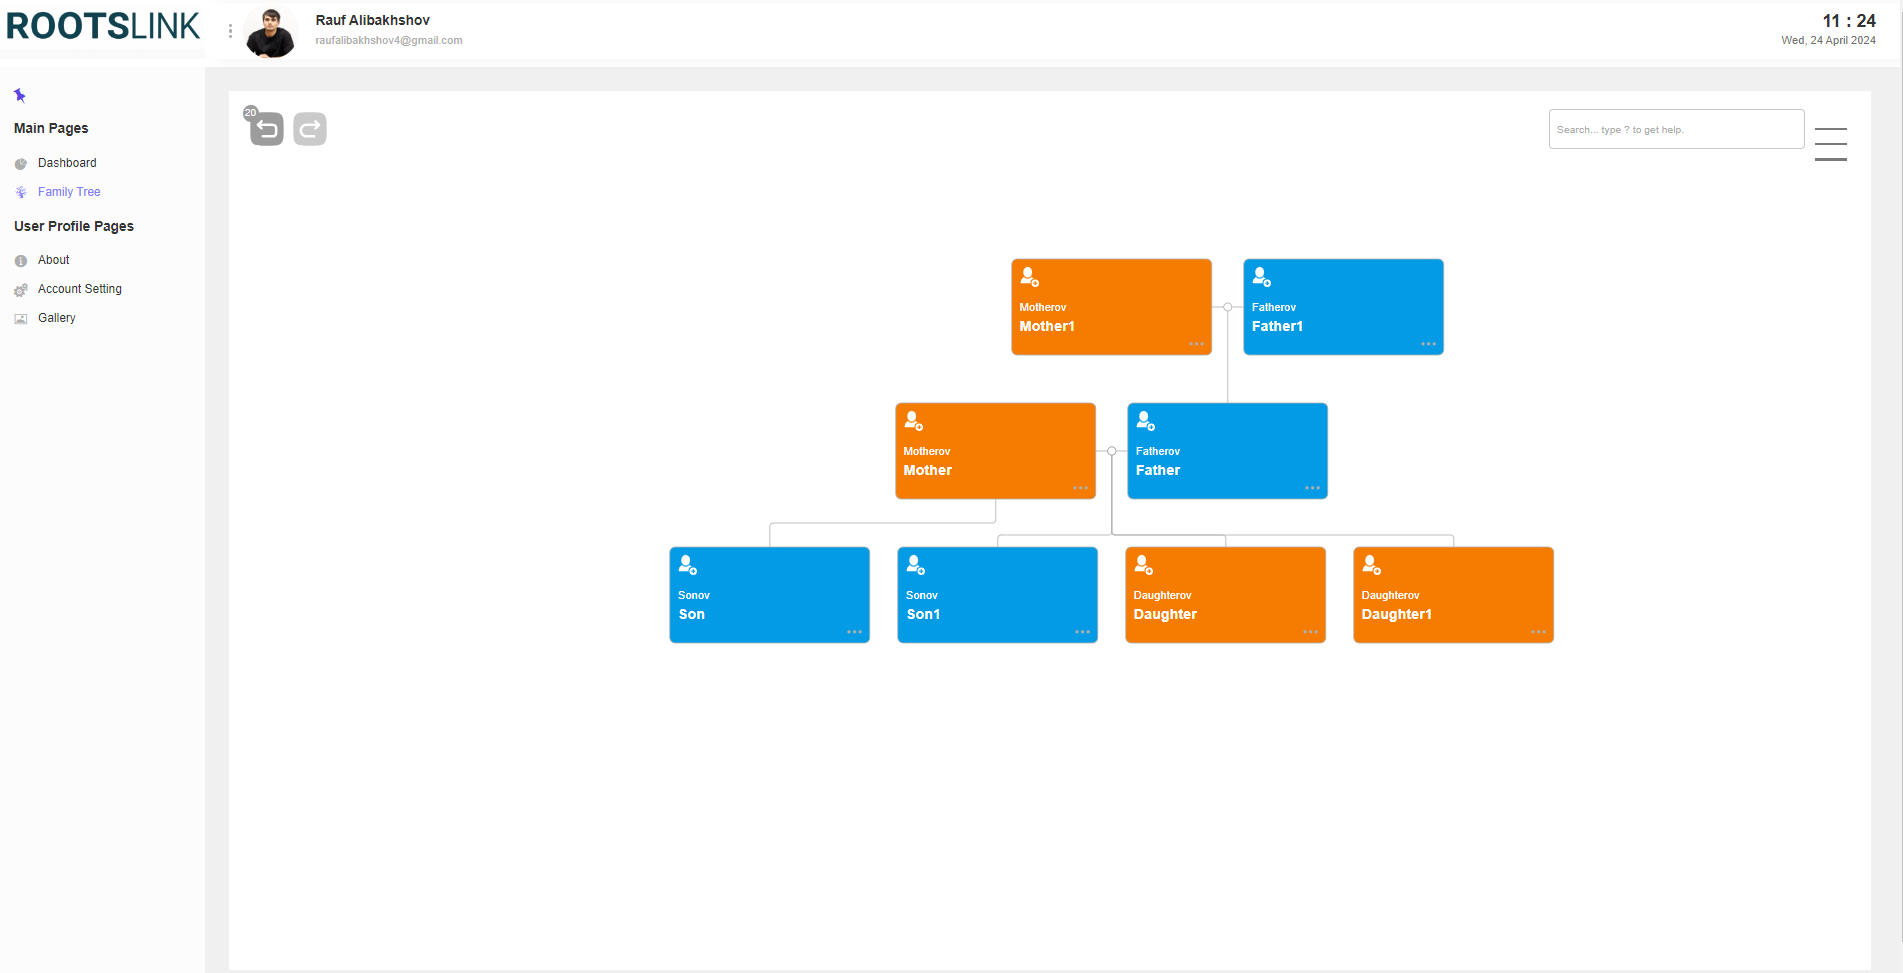 ROOTSLINK
Rauf Alibakhshov
raufalibakhshov4@gmail.com
11 : 24
Wed, 24 April 2024
Main Pages
Dashboard
Family Tree
User Profile Pages
About
Account Setting
Gallery
20
Search... type ? to get help.
Motherov
Mother1
Fatherov
Father1
Motherov
Mother
Fatherov
Father
Sonov
Son
Sonov
Son1
Daughterov
Daughter
Daughterov
Daughter1